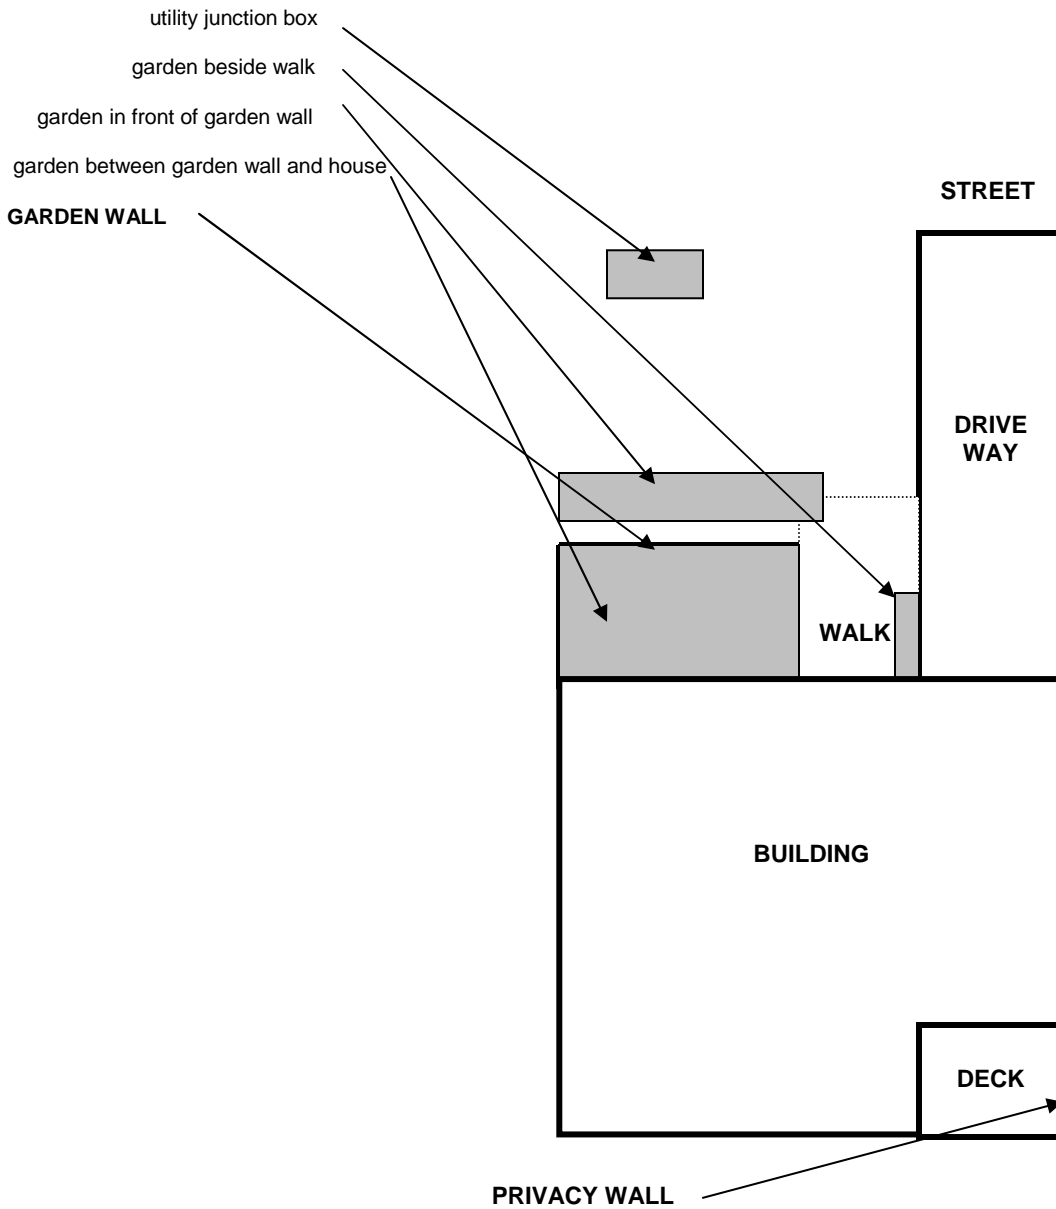 utility junction box
garden beside walk
garden in front of garden wall
garden between garden wall and house
GARDEN WALL
STREET
DRIVE
WAY
WALK
BUILDING
DECK
PRIVACY WALL